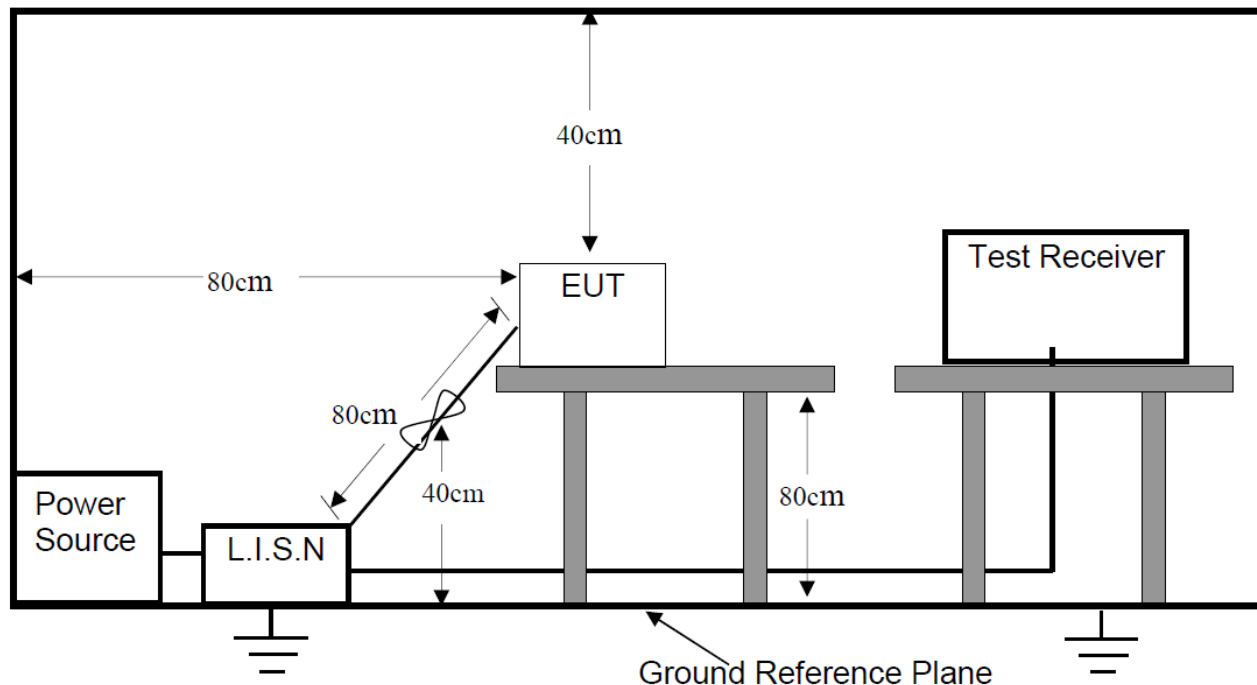 40cm
Test Receiver
80cm
EUT
80cm
40cm
80cm
Power
Source
L.I.S.N
Ground Reference Plane